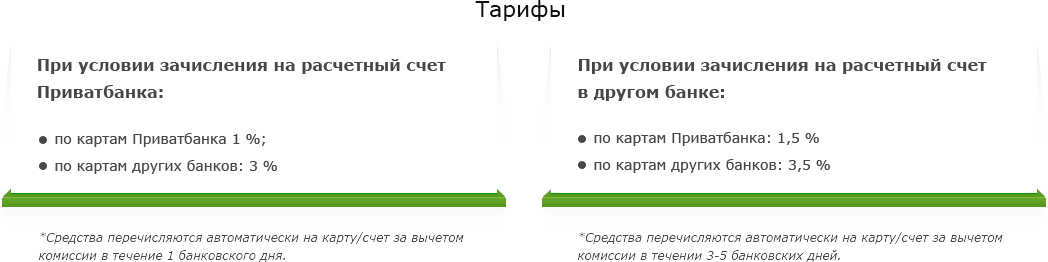 Тарифы
При условии зачисления на расчетный счет
Приватбанка:
по картам Приватбанка 1 %;
по картам других банков: 3 %
*Средства перечисляются автоматически на карту/счет за вычетом
комиссии в течение 1 банковского дня.
При условии зачисления на расчетный счет
в другом банке:
по картам Приватбанка: 1,5 %
по картам других банков: 3,5 %
*Средства перечисляются автоматически на карту/счет за вычетом
комиссии в течении 3-5 банковских дней.